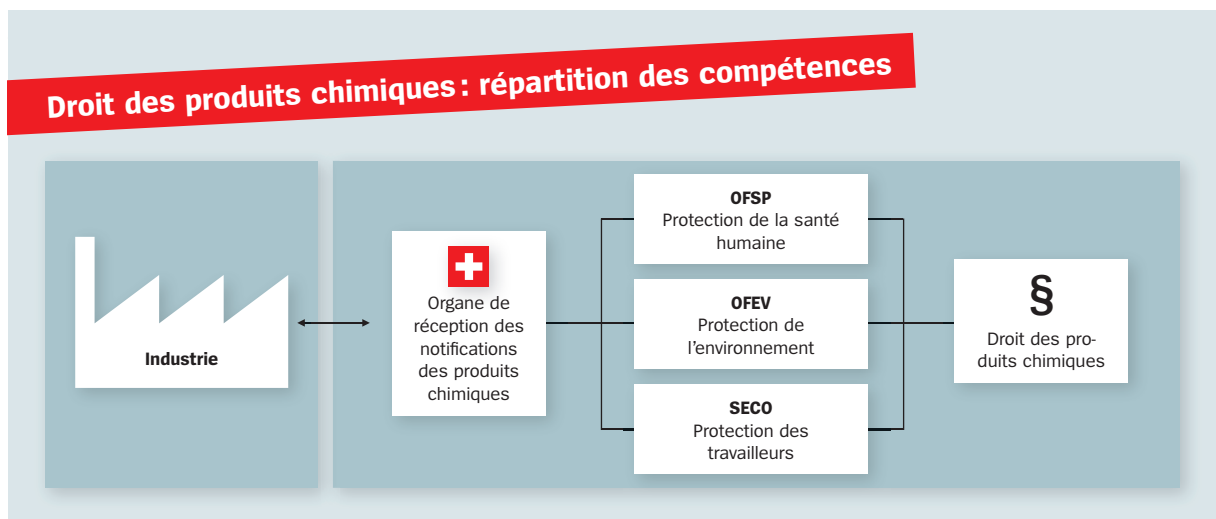 Droit des produits chimiques : répartition des compétences
Industrie
Organe de
réception des
notifications
des produits
chimiques
OFSP
Protection de la santé
humaine
OFEV
Protection de
l'environnement
SECO
Protection des
travailleurs
§
Droit des pro-
duits chimiques